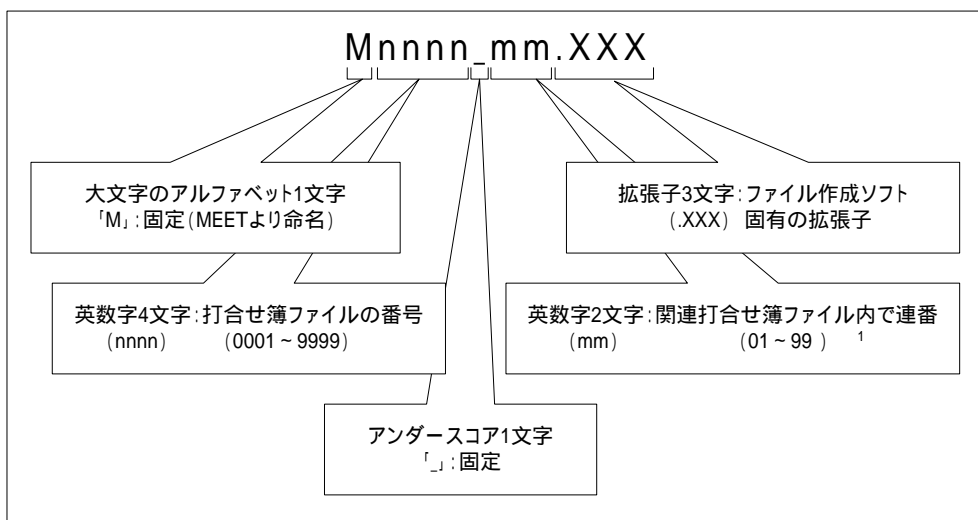 Mnnnn_mm.XXX
大文字のアルファベット1文字
「M」:固定(MEETより命名)
拡張子3文字:ファイル作成ソフト
(.XXX) 固有の拡張子
英数字4文字:打合せ簿ファイルの番号
(nnnn) (0001~9999)
英数字2文字:関連打合せ簿ファイル内で連番
(mm) (01~99) 1
アンダースコア1文字
「_」:固定